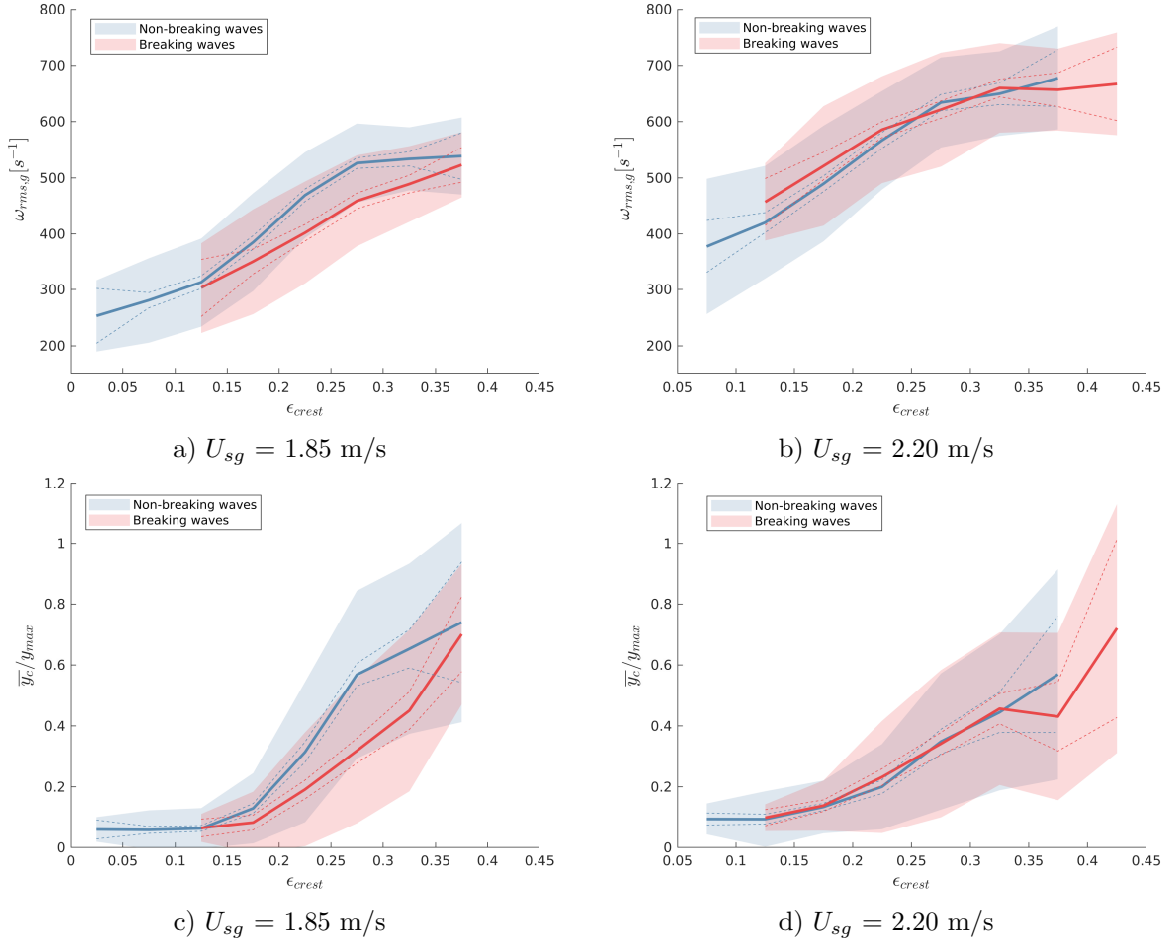 800
700
600
500
400
300
200
ω_{rms,g}[s^{-1}]
Non-breaking waves
Breaking waves
0 0.05 0.1 0.15 0.2 0.25 0.3 0.35 0.4 0.45
ϵ_{crest}
a) U_{sg} = 1.85 m/s
800
700
600
500
400
300
200
ω_{rms,g}[s^{-1}]
Non-breaking waves
Breaking waves
0.05 0.1 0.15 0.2 0.25 0.3 0.35 0.4 0.45
ϵ_{crest}
b) U_{sg} = 2.20 m/s
1.2
1
0.8
0.6
0.4
0.2
0
\overline{y_c}/y_{max}
Non-breaking waves
Breaking waves
0 0.05 0.1 0.15 0.2 0.25 0.3 0.35 0.4 0.45
ϵ_{crest}
c) U_{sg} = 1.85 m/s
1.2
1
0.8
0.6
0.4
0.2
0
\overline{y_c}/y_{max}
Non-breaking waves
Breaking waves
0.05 0.1 0.15 0.2 0.25 0.3 0.35 0.4 0.45
ϵ_{crest}
d) U_{sg} = 2.20 m/s